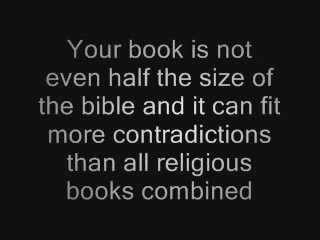 Your book is not
even half the size of
the bible and it can fit
more contradictions
than all religious
books combined